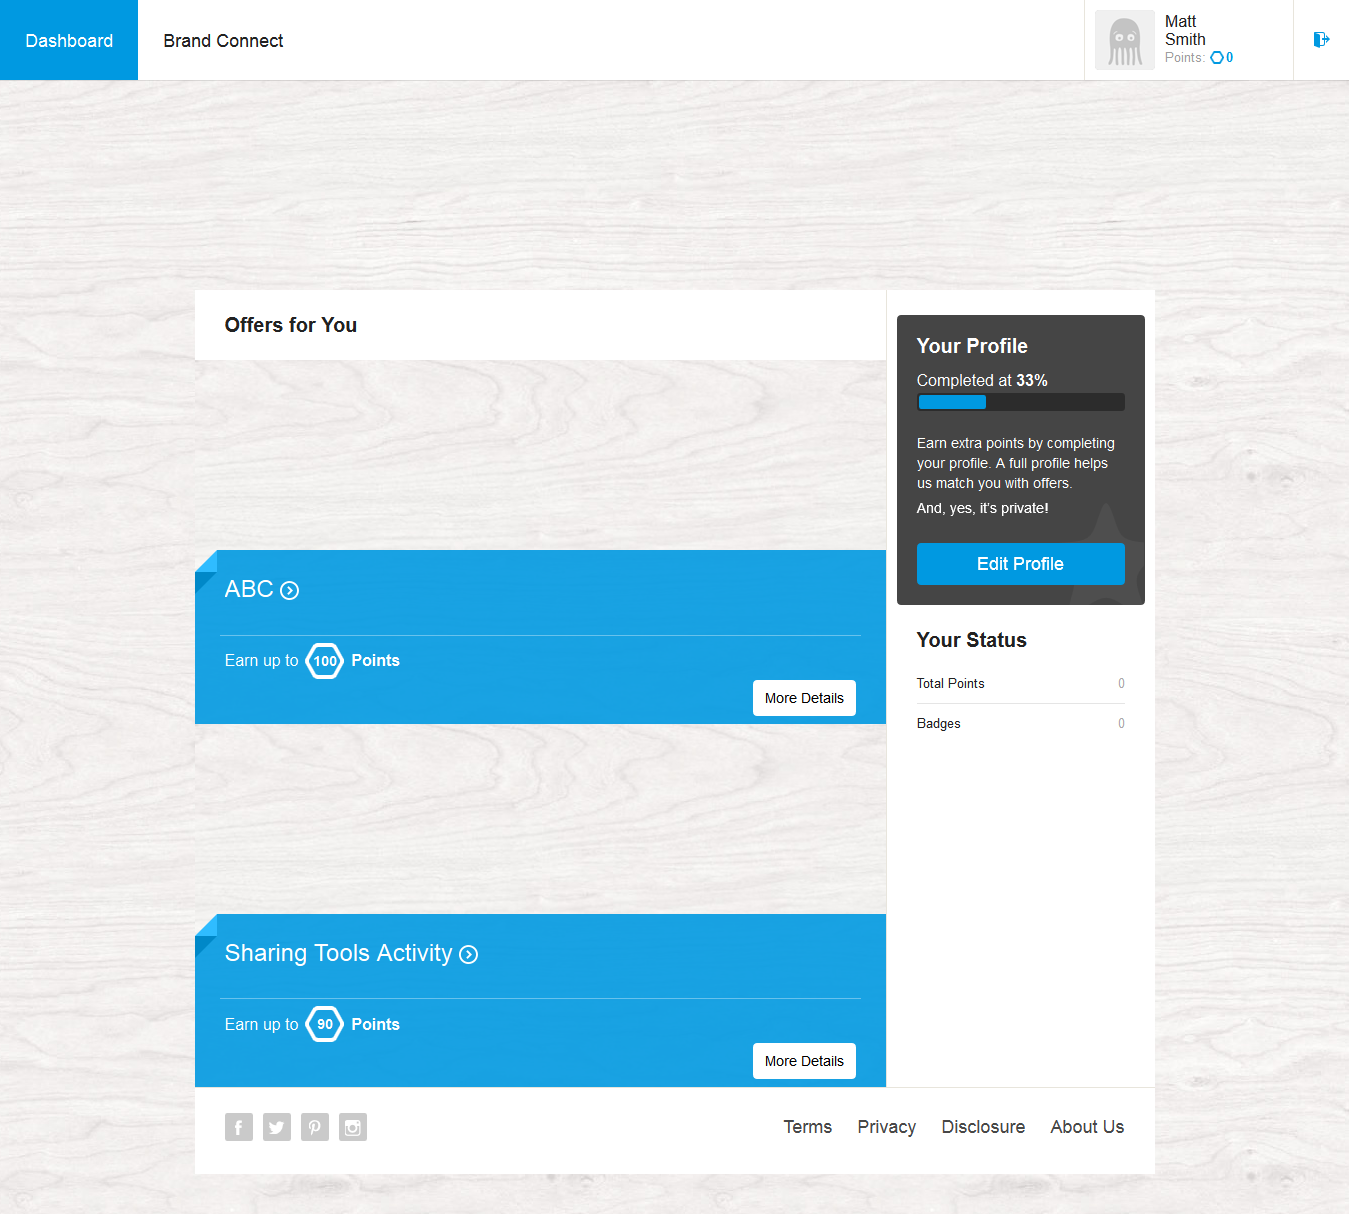 Dashboard
Brand Connect
Matt
Smith
Points: 0
Offers for You
ABC
Earn up to 100 Points
More Details
Sharing Tools Activity
Earn up to 90 Points
More Details
Your Profile
Completed at 33%
Earn extra points by completing
your profile. A full profile helps
us match you with offers.
And, yes, it's private!
Edit Profile
Your Status
Total Points 0
Badges 0
Terms Privacy Disclosure About Us